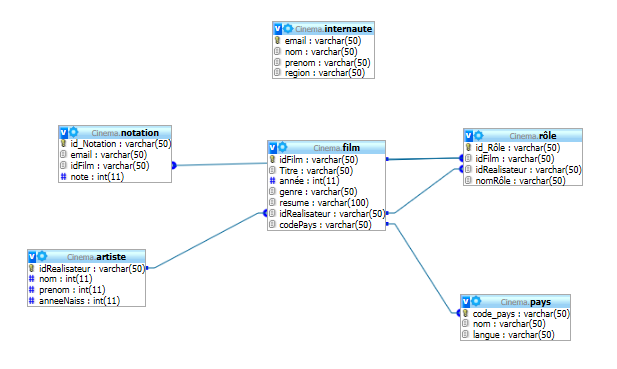 Cinema.internaute
email : varchar(50)
nom : varchar(50)
prenom : varchar(50)
region : varchar(50)
Cinema.notation
id_Notation : varchar(50)
email : varchar(50)
idFilm : varchar(50)
note : int(11)
Cinema.film
idFilm : varchar(50)
Titre : varchar(50)
année : int(11)
genre : varchar(50)
resume : varchar(100)
idRealisateur : varchar(50)
codePays : varchar(50)
Cinema.rôle
id_Rôle : varchar(50)
idFilm : varchar(50)
idRealisateur : varchar(50)
nomRôle : varchar(50)
Cinema.artiste
idRealisateur : varchar(50)
nom : int(11)
prenom : int(11)
anneeNaiss : int(11)
Cinema.pays
code_pays : varchar(50)
nom : varchar(50)
langue : varchar(50)